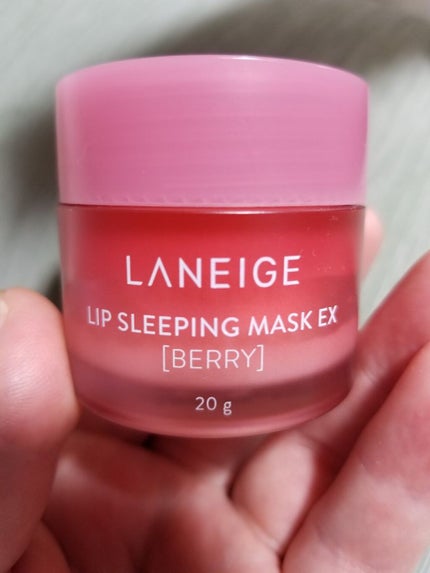 LANEIGE
LIP SLEEPING MASK EX
[BERRY]
20 g